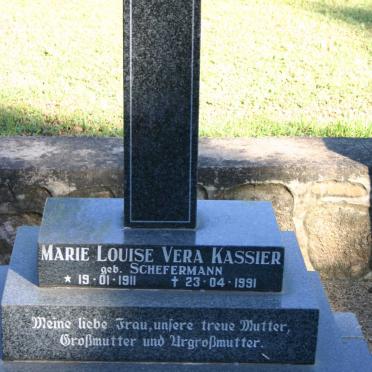 MARIE LOUISE VERA KASSIER
geb. SCHEFERMANN
* 19·01·1911 † 23·04·1991
Meine liebe Frau, unsere treue Mutter,
Großmutter und Urgroßmutter.